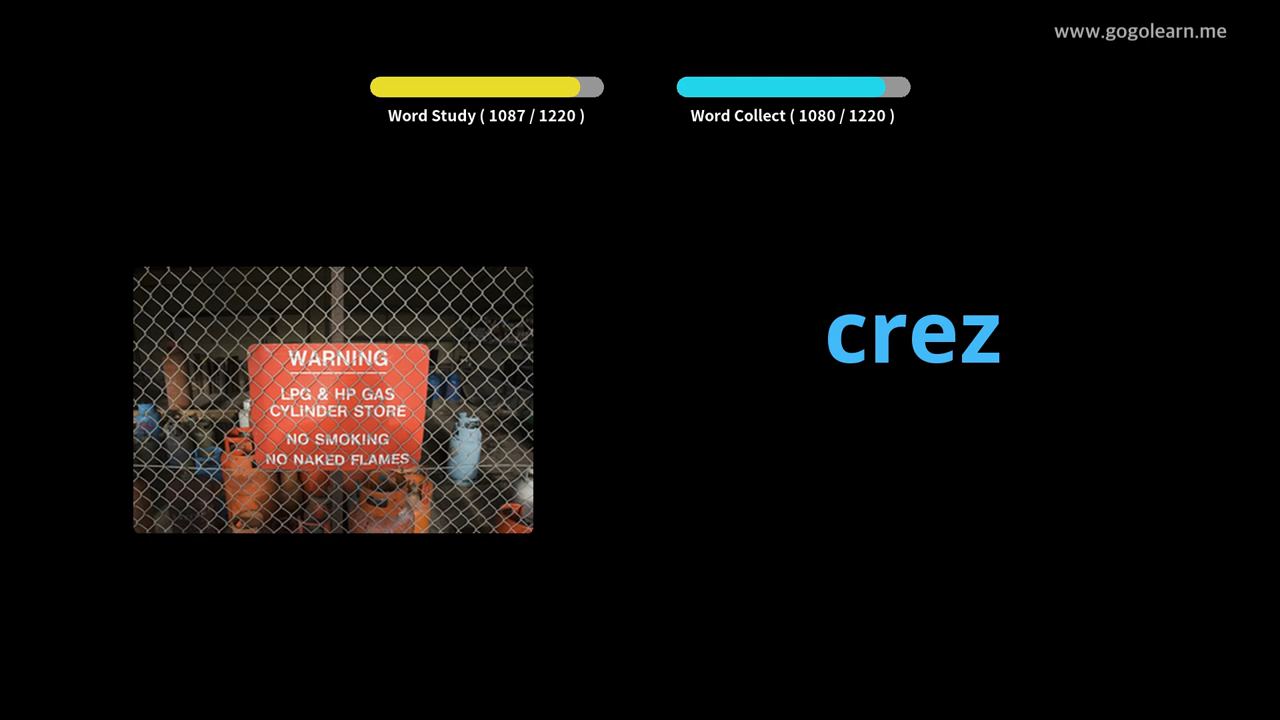 www.gogolearn.me
Word Study ( 1087 / 1220 )
Word Collect ( 1080 / 1220 )
WARNING
LPG & HP GAS
CYLINDER STORE
NO SMOKING
NO NAKED FLAMES
crez